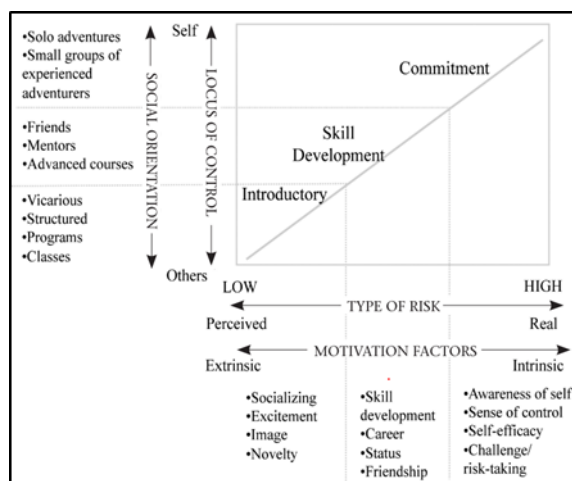 •Solo adventures
•Small groups of
experienced
adventurers
•Friends
•Mentors
•Advanced courses
•Vicarious
•Structured
•Programs
•Classes
SOCIAL ORIENTATION
LOCUS OF CONTROL
Self
Others
Commitment
Skill
Development
Introductory
LOW
HIGH
TYPE OF RISK
Perceived
Real
MOTIVATION FACTORS
Extrinsic
Intrinsic
•Socializing
•Excitement
•Image
•Novelty
•Skill
development
•Career
•Status
•Friendship
•Awareness of self
•Sense of control
•Self-efficacy
•Challenge/
risk-taking